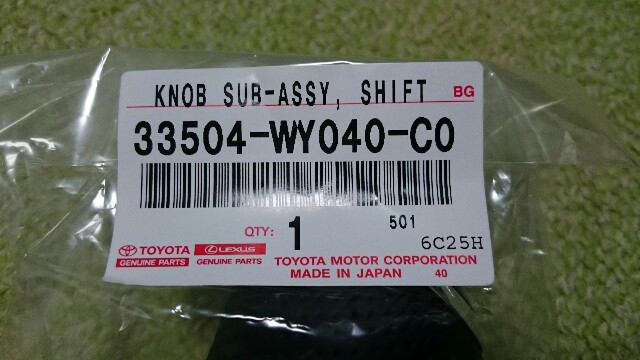 KNOB SUB-ASSY, SHIFT BG
33504-WY040-C0
QTY: 1 501
6C25H
TOYOTA LEXUS
GENUINE PARTS GENUINE PARTS
TOYOTA MOTOR CORPORATION
MADE IN JAPAN 40